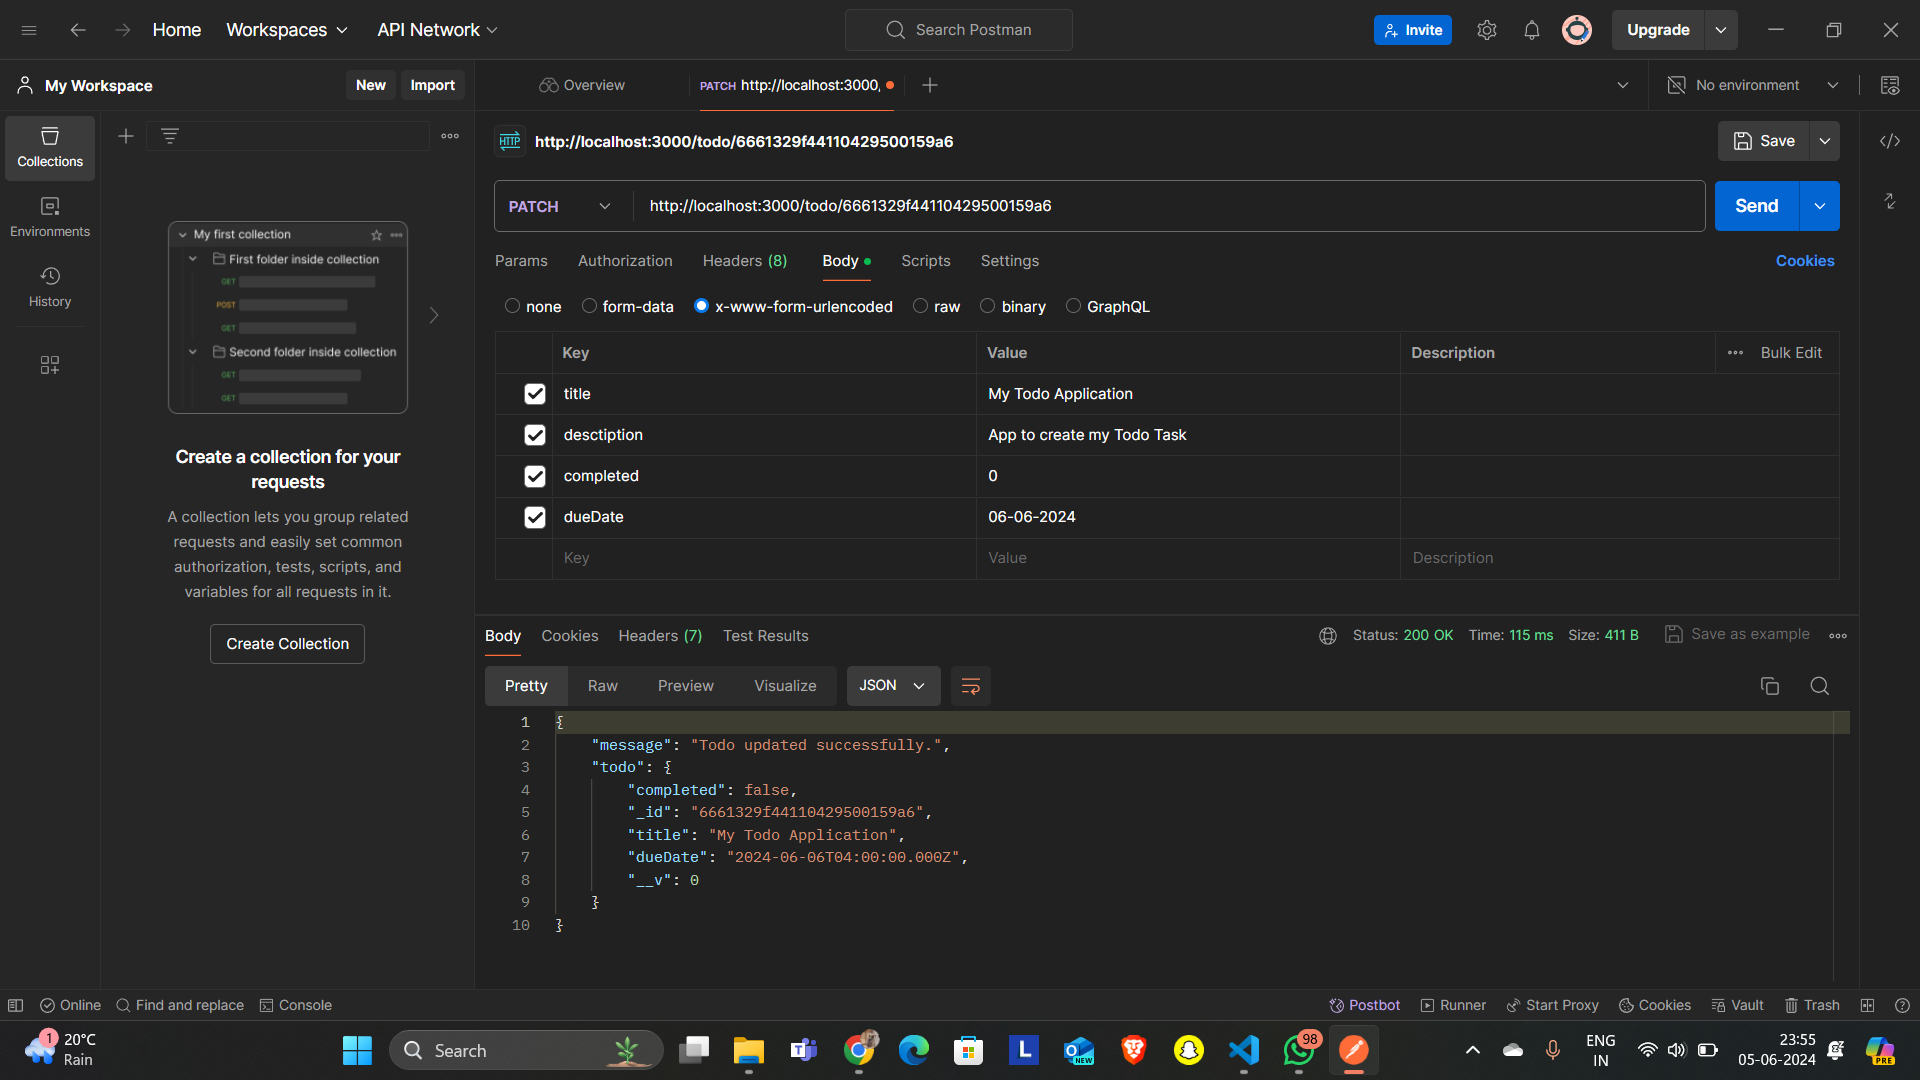 Home Workspaces API Network Search Postman Invite Upgrade
My Workspace New Import Overview PATCH http://localhost:3000, No environment
HTTP http://localhost:3000/todo/6661329f44110429500159a6 Save
Collections
Environments
History
My first collection
First folder inside collection
GET
POST
GET
Second folder inside collection
GET
GET
Create a collection for your
requests
A collection lets you group related
requests and easily set common
authorization, tests, scripts, and
variables for all requests in it.
Create Collection
PATCH http://localhost:3000/todo/6661329f44110429500159a6 Send
Params Authorization Headers (8) Body Scripts Settings Cookies
none form-data x-www-form-urlencoded raw binary GraphQL
Key Value Description Bulk Edit
title My Todo Application
desctiption App to create my Todo Task
completed 0
dueDate 06-06-2024
Key Value Description
Body Cookies Headers (7) Test Results Status: 200 OK Time: 115 ms Size: 411 B Save as example
Pretty Raw Preview Visualize JSON
1 {
2 "message": "Todo updated successfully.",
3 "todo": {
4 "completed": false,
5 "_id": "6661329f44110429500159a6",
6 "title": "My Todo Application",
7 "dueDate": "2024-06-06T04:00:00.000Z",
8 "__v": 0
9 }
10 }
Online Find and replace Console Postbot Runner Start Proxy Cookies Vault Trash
1 20°C
Rain
Search
L
NEW
98
ENG
IN
23:55
05-06-2024
PRE